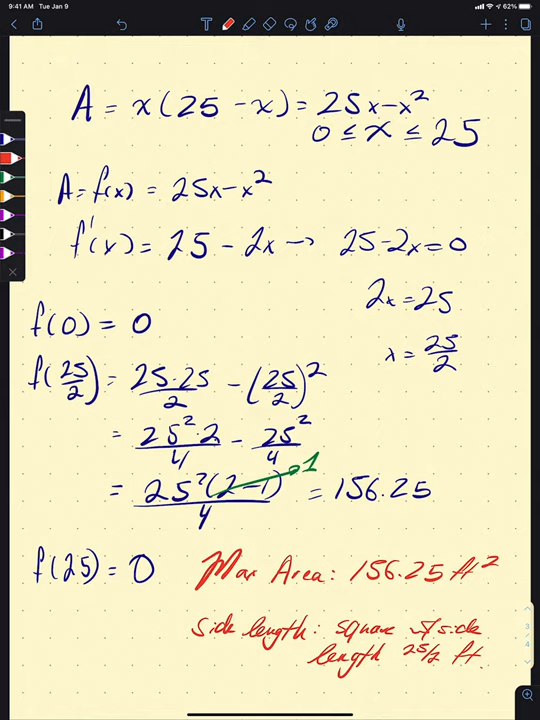 9:41 AM Tue Jan 9
62%
A = x(25 - x) = 25x - x²
0 ≤ x ≤ 25
A = f(x) = 25x - x²
f'(x) = 25 - 2x → 25 - 2x = 0
2x = 25
x = 25/2
f(0) = 0
f(25/2) = 25·25/2 - (25/2)²
= 25²·2/4 - 25²/4
= 25²(2-1)/4 = 156.25
1
f(25) = 0
Max Area: 156.25 ft²
side length: square w/ side
length 25/2 ft.
3/4